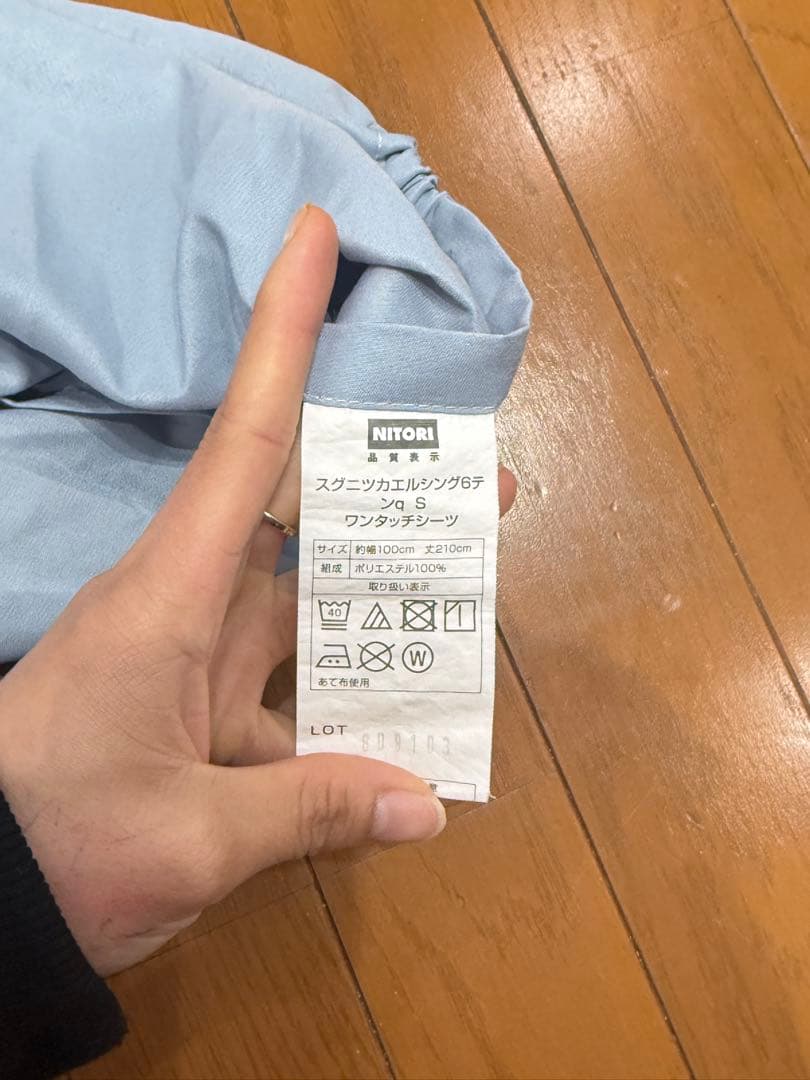 NITORI
品質表示
スグニツカエルシング6テ
ンq S
ワンタッチシーツ
サイズ 約幅100cm 丈210cm
組成 ポリエステル100%
取り扱い表示
40
W
あて布使用
LOT 8D9103